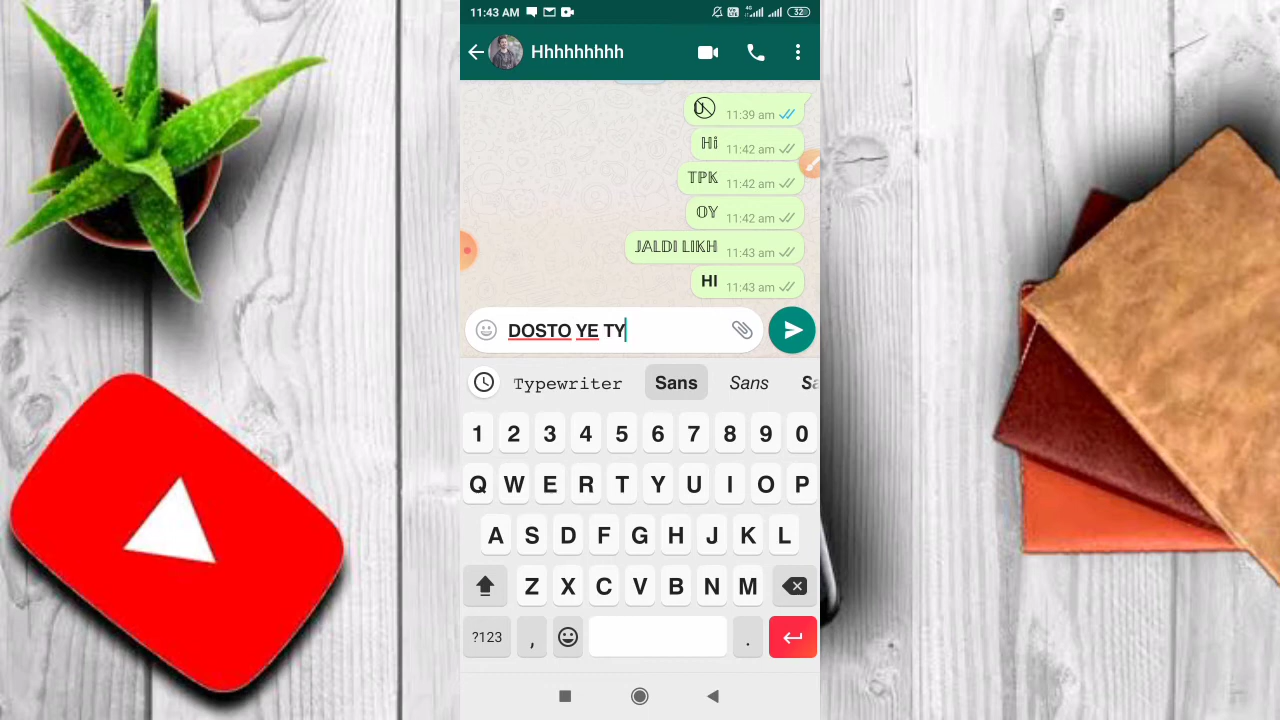 11:43 AM 4G 32
Hhhhhhhhh
11:39 am
ℍ𝕚 11:42 am
𝕋ℙ𝕂 11:42 am
𝕆𝕐 11:42 am
𝕁𝔸𝕃𝔻𝕀 𝕃𝕀𝕂ℍ 11:43 am
𝗛𝗜 11:43 am
𝗗𝗢𝗦𝗧𝗢 𝗬𝗘 𝗧𝗬
Typewriter Sans Sans
1 2 3 4 5 6 7 8 9 0
Q W E R T Y U I O P
A S D F G H J K L
Z X C V B N M
?123 , .